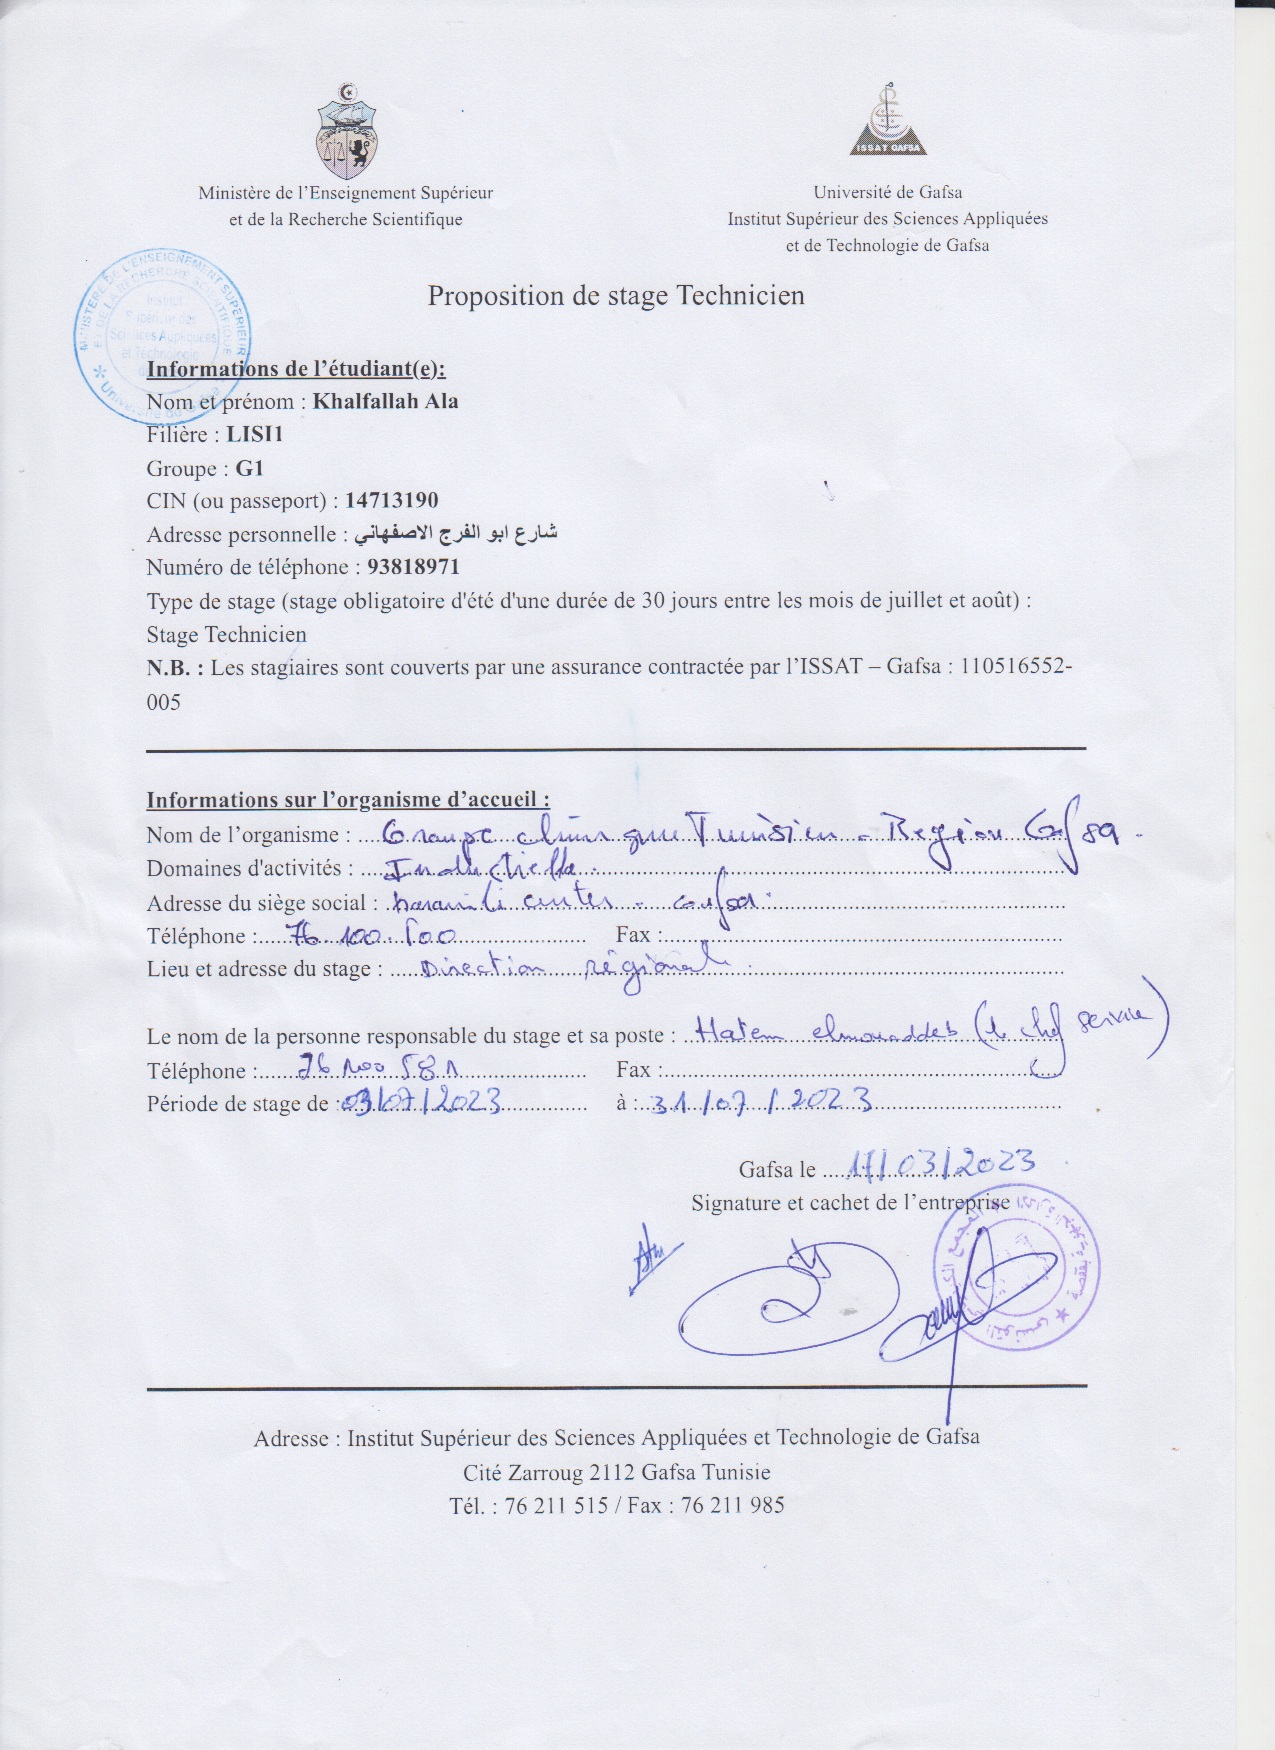 ISSAT GAFSA
Ministère de l'Enseignement Supérieur
et de la Recherche Scientifique
Université de Gafsa
Institut Supérieur des Sciences Appliquées
et de Technologie de Gafsa
MINISTERE DE L'ENSEIGNEMENT SUPERIEUR
ET DE LA RECHERCHE SCIENTIFIQUE
Institut
Sciences Appliquées
et Technologie
Proposition de stage Technicien
Informations de l'étudiant(e):
Nom et prénom : Khalfallah Ala
Filière : LISI1
Groupe : G1
CIN (ou passeport) : 14713190
Adresse personnelle : شارع ابو الفرج الاصفهاني
Numéro de téléphone : 93818971
Type de stage (stage obligatoire d'été d'une durée de 30 jours entre les mois de juillet et août) :
Stage Technicien
N.B. : Les stagiaires sont couverts par une assurance contractée par l'ISSAT – Gafsa : 110516552-
005
Informations sur l'organisme d'accueil :
Nom de l'organisme : Groupe chimique Tunisien - Region Gafsa
Domaines d'activités : Industrielle
Adresse du siège social : center - Gafsa
Téléphone : 76 100 500 Fax :
Lieu et adresse du stage : Direction régionale
Le nom de la personne responsable du stage et sa poste : Hatem elmouaddeb (le chef service)
Téléphone : 76 100 581 Fax :
Période de stage de : 03/07/2023 à : 31/07/2023
Gafsa le 17/03/2023
Signature et cachet de l'entreprise
Adresse : Institut Supérieur des Sciences Appliquées et Technologie de Gafsa
Cité Zarroug 2112 Gafsa Tunisie
Tél. : 76 211 515 / Fax : 76 211 985